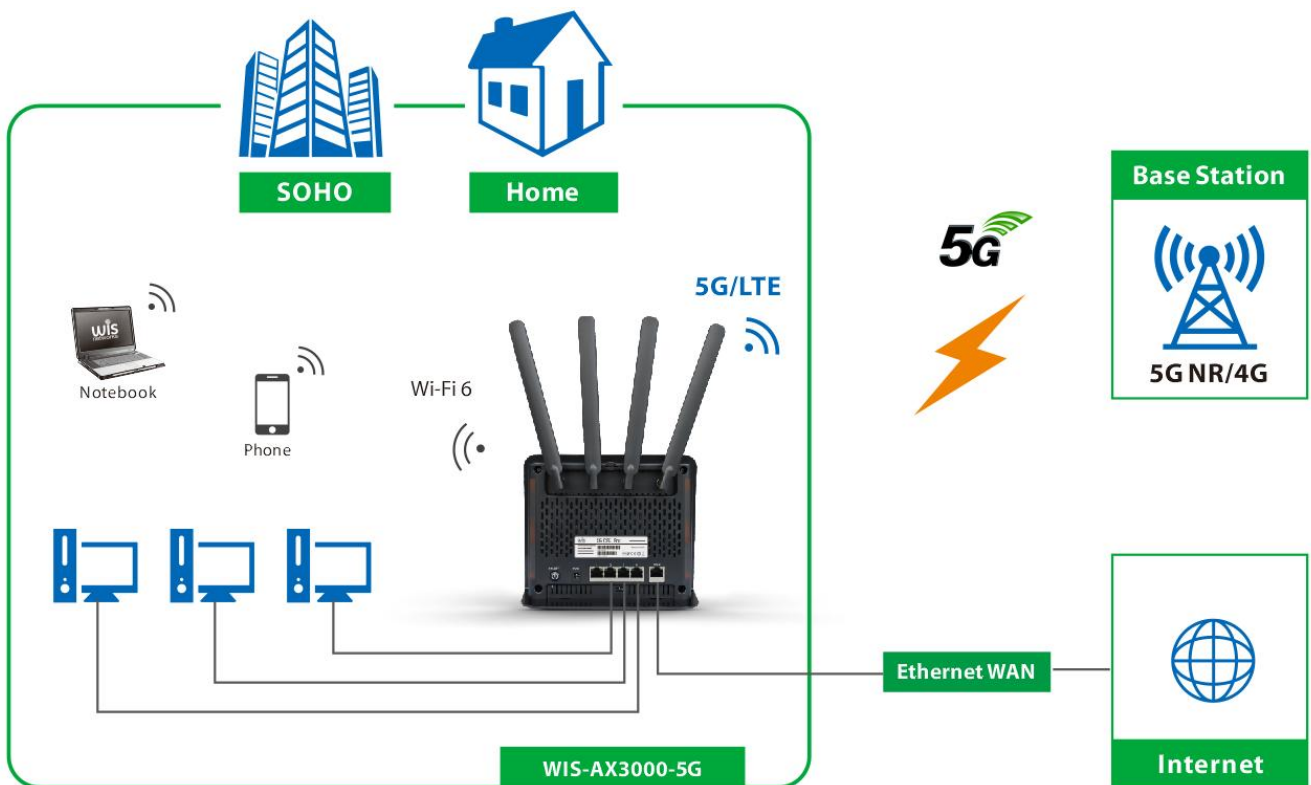 SOHO
Home
Base Station
5G
5G/LTE
5G NR/4G
wis
Notebook
Wi-Fi 6
Phone
Ethernet WAN
WIS-AX3000-5G
Internet